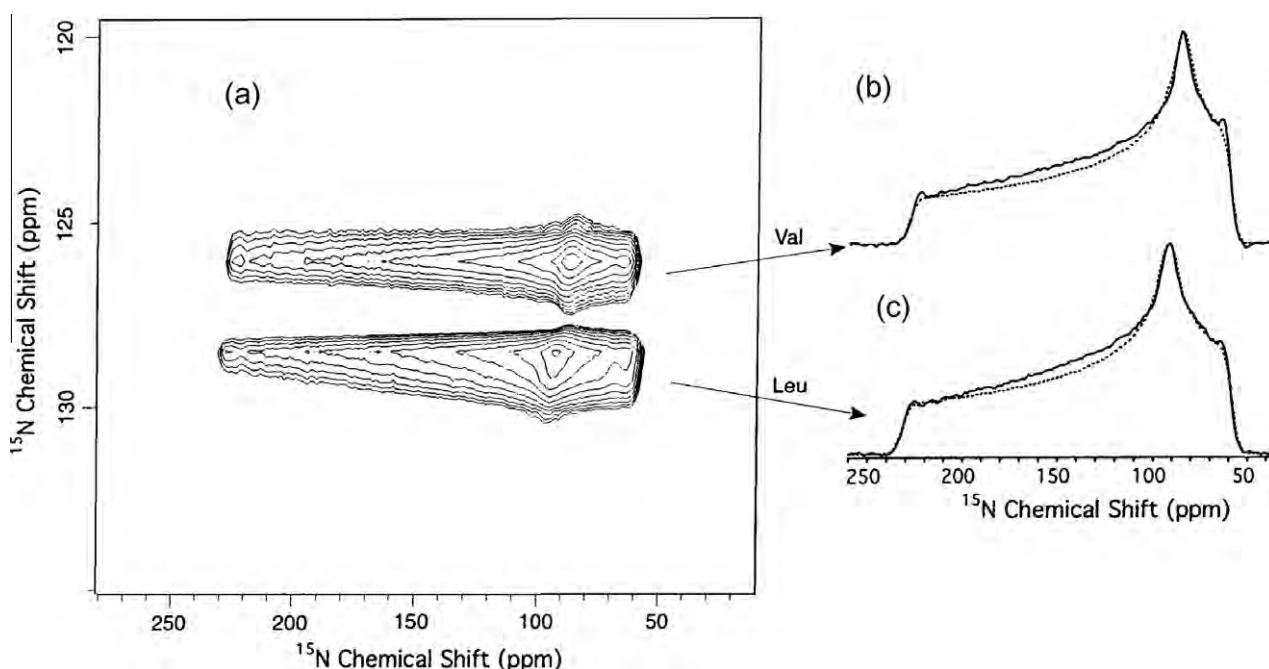 120
125
130
¹⁵N Chemical Shift (ppm)
(a)
250
200
150
100
50
¹⁵N Chemical Shift (ppm)
Val
Leu
(b)
(c)
250
200
150
100
50
¹⁵N Chemical Shift (ppm)